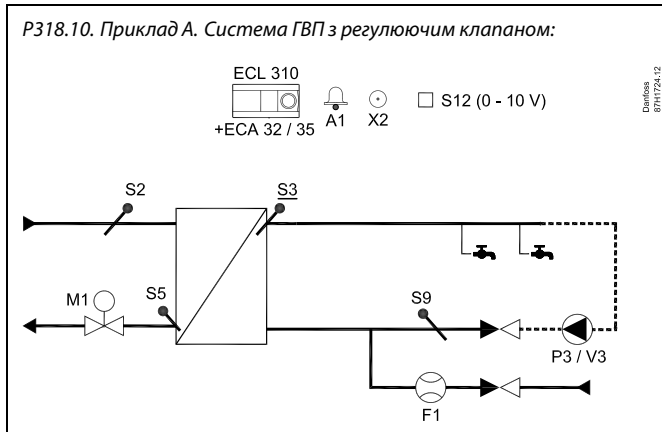 P318.10. Приклад A. Система ГВП з регулюючим клапаном:
ECL 310
+ECA 32 / 35
A1
X2
S12 (0 - 10 V)
Danfoss
87H1724.12
S2
S3
M1
S5
S9
P3 / V3
F1